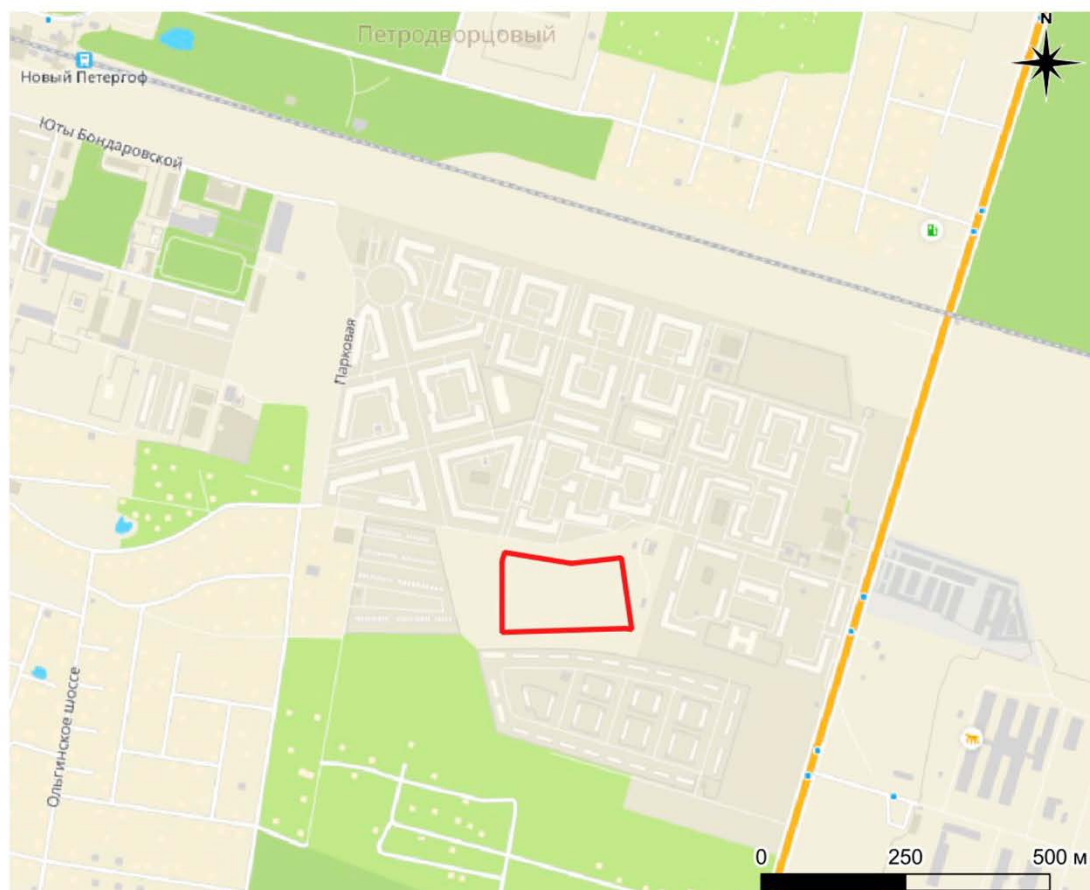 N
Петродворцовый
Новый Петергоф
Юты Бондаровской
Парковая
Ольгинское шоссе
0 250 500 м